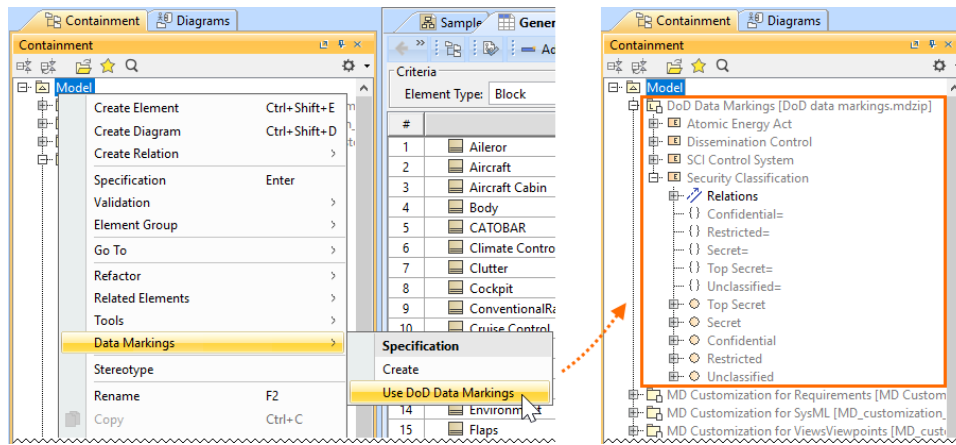 Containment
Diagrams
Containment
Model
Create Element Ctrl+Shift+E
Create Diagram Ctrl+Shift+D
Create Relation
Specification Enter
Validation
Element Group
Go To
Refactor
Related Elements
Tools
Data Markings
Stereotype
Rename F2
Copy Ctrl+C
Specification
Create
Use DoD Data Markings
Sample
Gener
Ad
Criteria
Element Type: Block
#
1 Aileror
2 Aircraft
3 Aircraft Cabin
4 Body
5 CATOBAR
6 Climate Contro
7 Clutter
8 Cockpit
9 ConventionalRa
10 Cruise Control
14 Environm
15 Flaps
Containment
Diagrams
Containment
Model
DoD Data Markings [DoD data markings.mdzip]
Atomic Energy Act
Dissemination Control
SCI Control System
Security Classification
Relations
{} Confidential=
{} Restricted=
{} Secret=
{} Top Secret=
{} Unclassified=
Top Secret
Secret
Confidential
Restricted
Unclassified
MD Customization for Requirements [MD Custom
MD Customization for SysML [MD_customization_
MD Customization for ViewsViewpoints [MD_cust